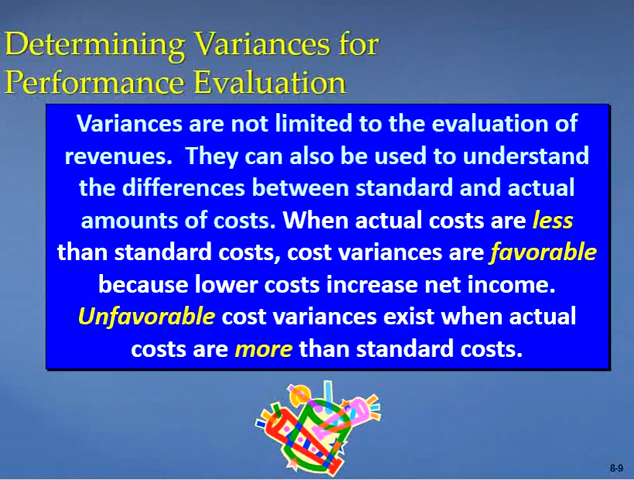 Determining Variances for
Performance Evaluation
Variances are not limited to the evaluation of
revenues. They can also be used to understand
the differences between standard and actual
amounts of costs. When actual costs are less
than standard costs, cost variances are favorable
because lower costs increase net income.
Unfavorable cost variances exist when actual
costs are more than standard costs.
8-9